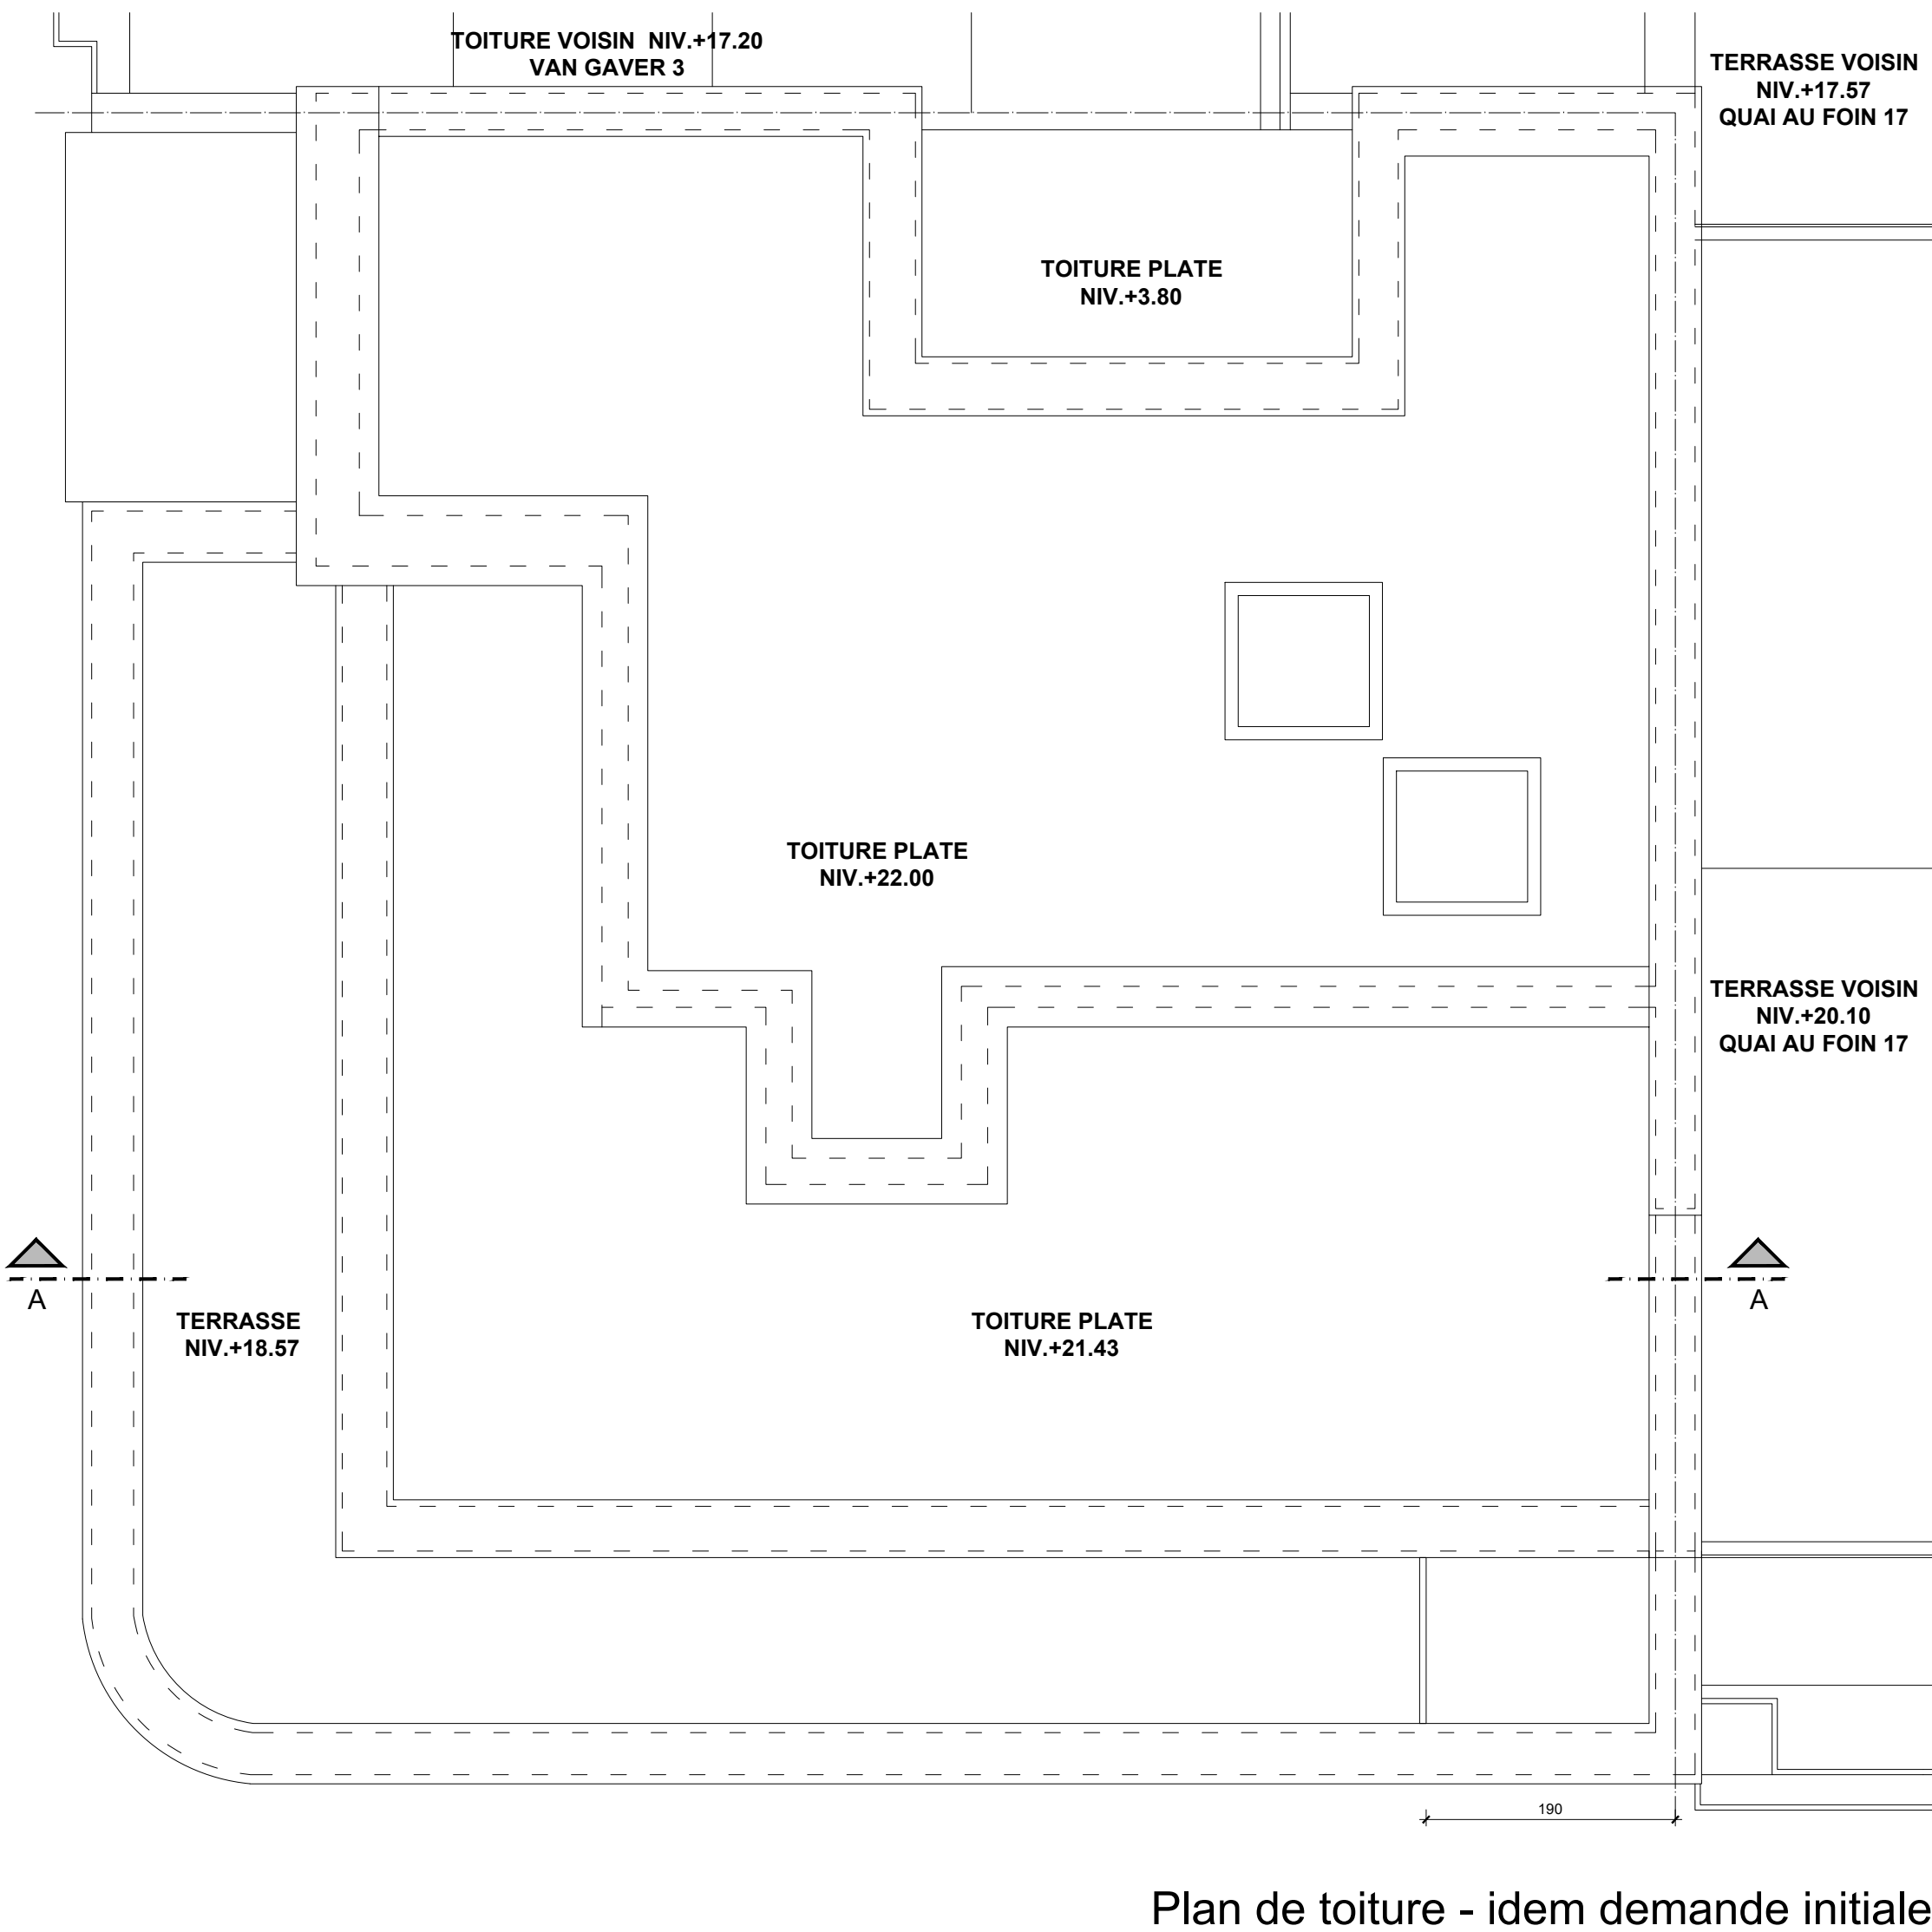 TOITURE VOISIN  NIV.+17.20
VAN GAVER 3
TERRASSE VOISIN
NIV.+17.57
QUAI AU FOIN 17
TOITURE PLATE
NIV.+3.80
TOITURE PLATE
NIV.+22.00
TERRASSE VOISIN
NIV.+20.10
QUAI AU FOIN 17
A
A
TERRASSE
NIV.+18.57
TOITURE PLATE
NIV.+21.43
190
Plan de toiture - idem demande initiale